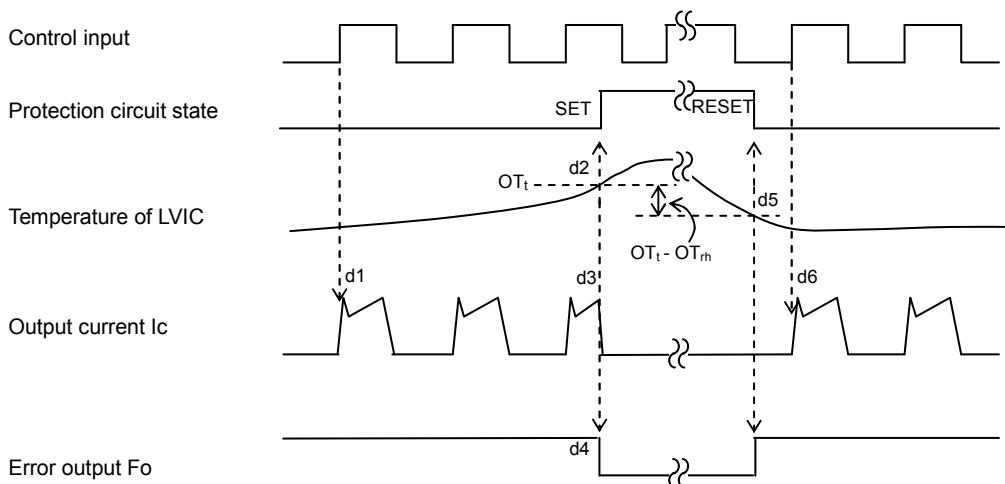 Control input
Protection circuit state
SET
RESET
d2
OTt
Temperature of LVIC
d5
OTt - OTrh
d1
d3
d6
Output current Ic
d4
Error output Fo